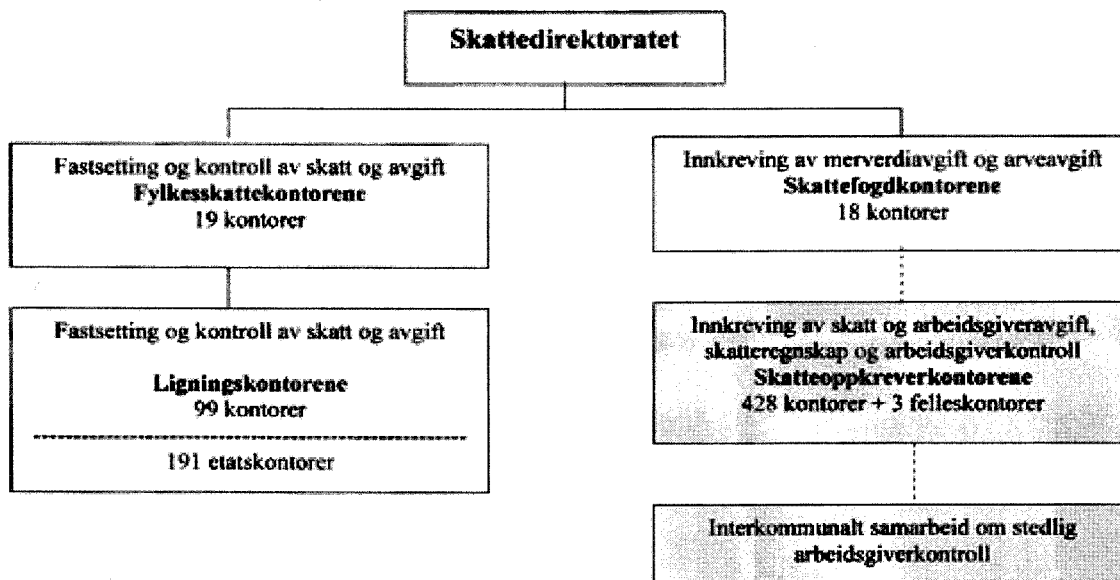 Skattedirektoratet
Fastsetting og kontroll av skatt og avgift
Fylkesskattekontorene
19 kontorer
Fastsetting og kontroll av skatt og avgift
Ligningskontorene
99 kontorer
191 etatskontorer
Innkreving av merverdiavgift og arveavgift
Skattefogdkontorene
18 kontorer
Innkreving av skatt og arbeidsgiveravgift,
skatteregnskap og arbeidsgiverkontroll
Skatteoppkreverkontorene
428 kontorer + 3 felleskontorer
Interkommunalt samarbeid om stedlig
arbeidsgiverkontroll